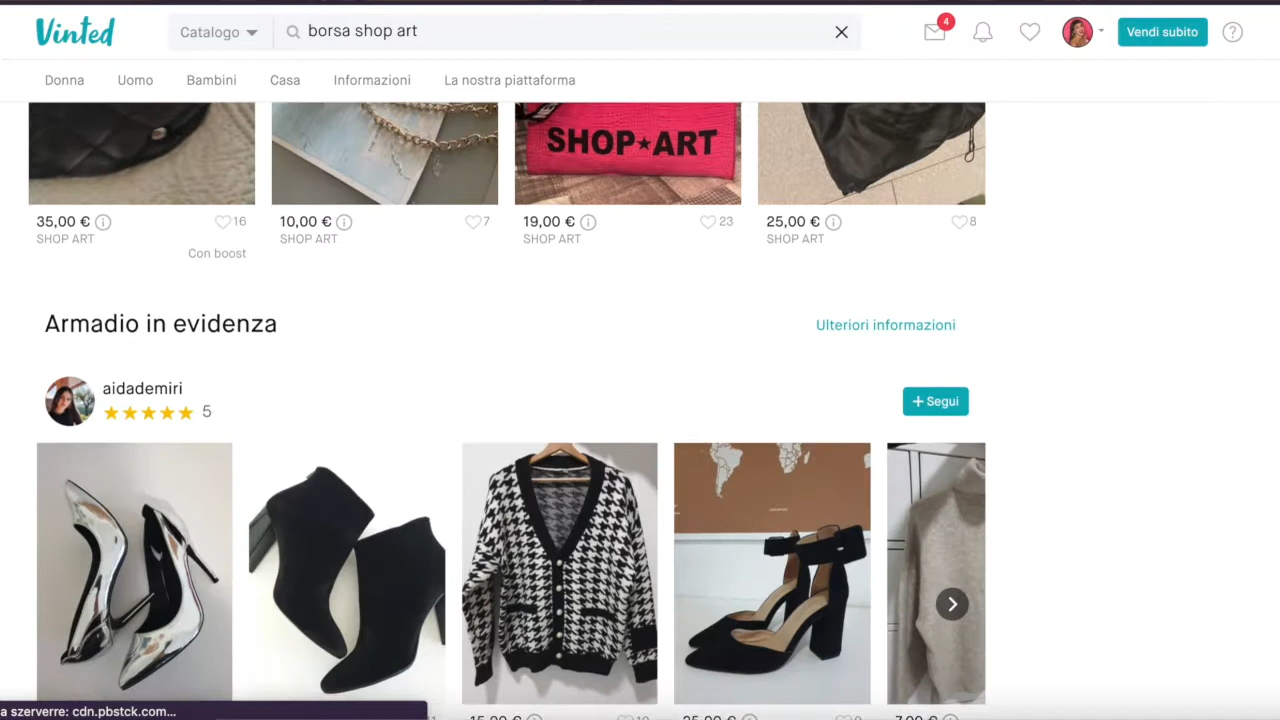 Vinted
Catalogo
borsa shop art
4
Vendi subito
Donna
Uomo
Bambini
Casa
Informazioni
La nostra piattaforma
SHOP★ART
35,00 €
16
SHOP ART
Con boost
10,00 €
7
SHOP ART
19,00 €
23
SHOP ART
25,00 €
8
SHOP ART
Armadio in evidenza
Ulteriori informazioni
aidademiri
5
+ Segui
a szerverre: cdn.pbstck.com...